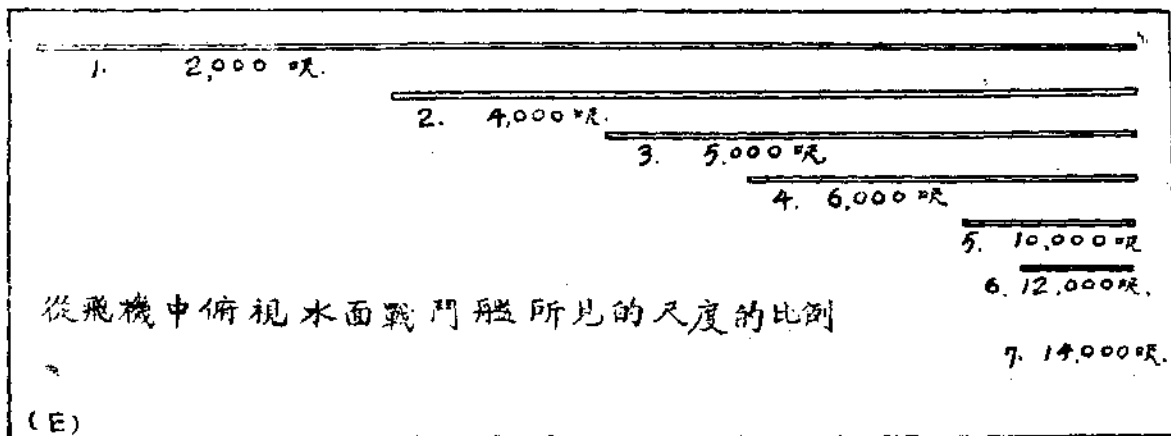 1. 2,000 呎.
2. 4,000 呎.
3. 5,000 呎
4. 6,000 呎
5. 10,000 呎
6. 12,000 呎.
從飛機中俯視水面戰鬥艦所見的尺度的比例
7. 14,000 呎.
(E)